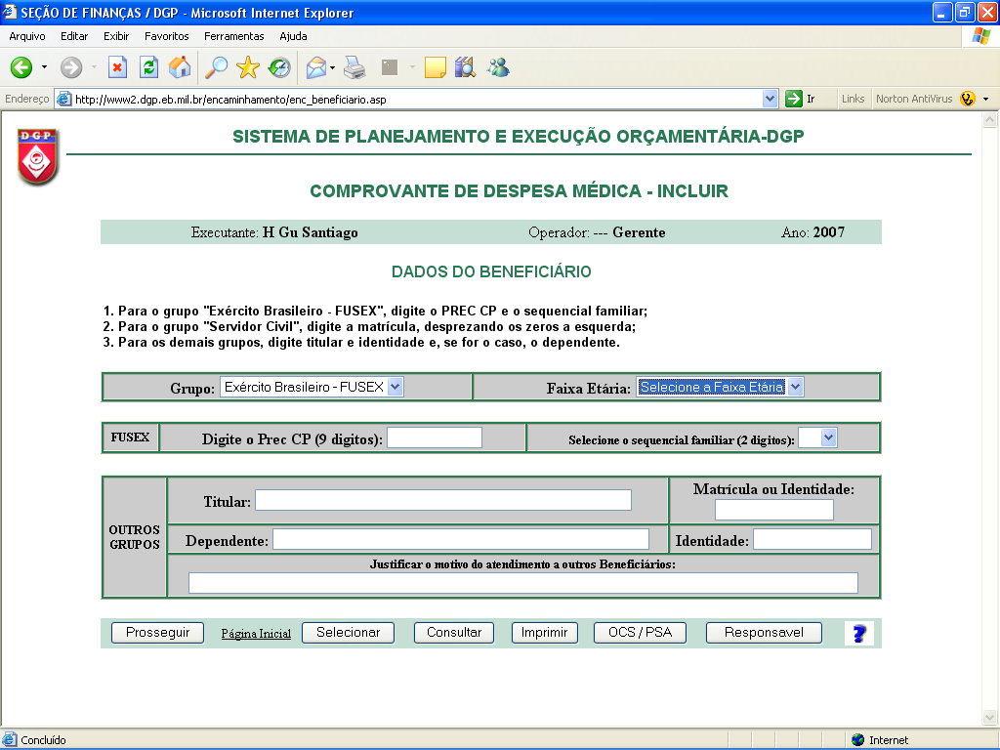 SEÇÃO DE FINANÇAS / DGP - Microsoft Internet Explorer
Arquivo Editar Exibir Favoritos Ferramentas Ajuda
Endereço http://www2.dgp.eb.mil.br/encaminhamento/enc_beneficiario.asp Ir Links Norton AntiVirus
DGP
SISTEMA DE PLANEJAMENTO E EXECUÇÃO ORÇAMENTÁRIA-DGP
COMPROVANTE DE DESPESA MÉDICA - INCLUIR
Executante: H Gu Santiago Operador: --- Gerente Ano: 2007
DADOS DO BENEFICIÁRIO
1. Para o grupo "Exército Brasileiro - FUSEX", digite o PREC CP e o sequencial familiar;
2. Para o grupo "Servidor Civil", digite a matrícula, desprezando os zeros a esquerda;
3. Para os demais grupos, digite titular e identidade e, se for o caso, o dependente.
Grupo: Exército Brasileiro - FUSEX Faixa Etária: Selecione a Faixa Etária
FUSEX Digite o Prec CP (9 digitos): Selecione o sequencial familiar (2 digitos):
OUTROS GRUPOS
Titular: Matrícula ou Identidade:
Dependente: Identidade:
Justificar o motivo do atendimento a outros Beneficiários:
Prosseguir Página Inicial Selecionar Consultar Imprimir OCS / PSA Responsavel ?
Concluído Internet